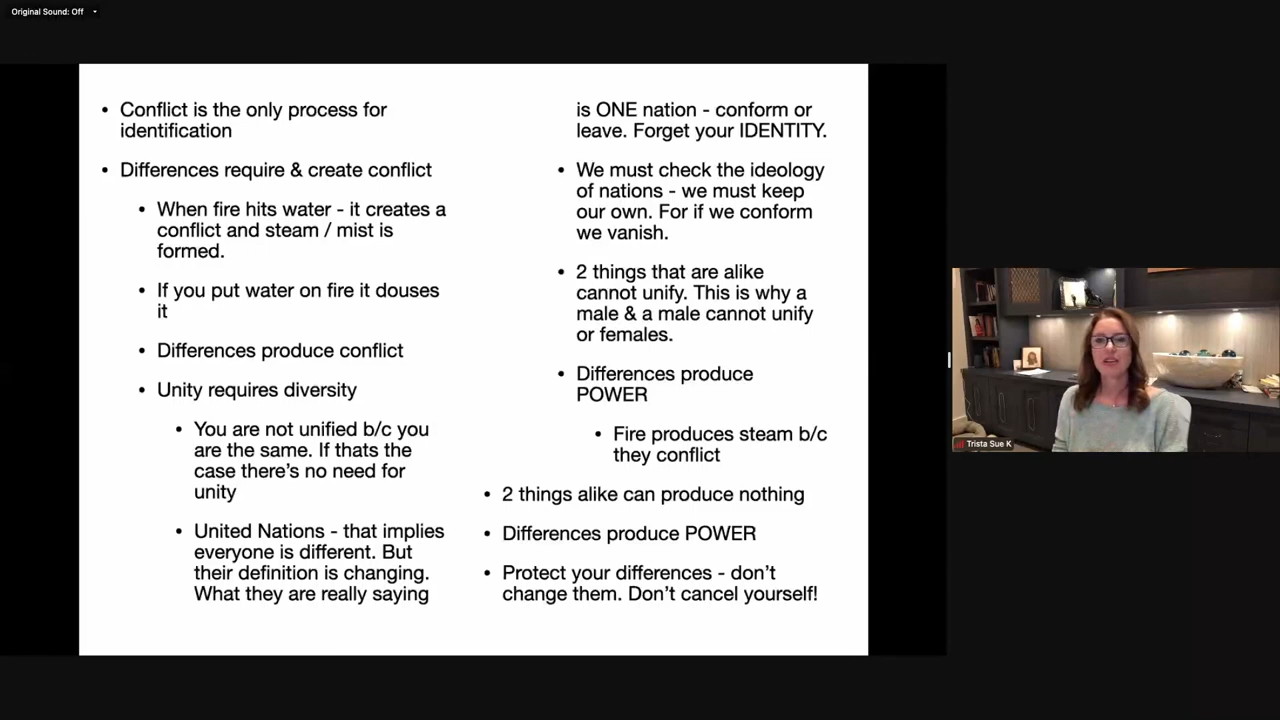 Original Sound: Off
• Conflict is the only process for
identification
• Differences require & create conflict
• When fire hits water - it creates a
conflict and steam / mist is
formed.
• If you put water on fire it douses
it
• Differences produce conflict
• Unity requires diversity
• You are not unified b/c you
are the same. If thats the
case there's no need for
unity
• United Nations - that implies
everyone is different. But
their definition is changing.
What they are really saying
is ONE nation - conform or
leave. Forget your IDENTITY.
• We must check the ideology
of nations - we must keep
our own. For if we conform
we vanish.
• 2 things that are alike
cannot unify. This is why a
male & a male cannot unify
or females.
• Differences produce
POWER
• Fire produces steam b/c
they conflict
• 2 things alike can produce nothing
• Differences produce POWER
• Protect your differences - don't
change them. Don't cancel yourself!
Trista Sue K